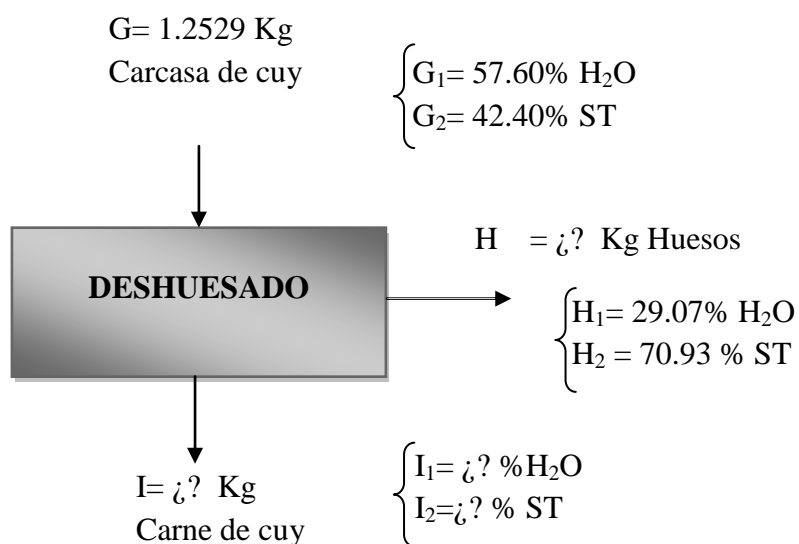 G= 1.2529 Kg
Carcasa de cuy
G₁= 57.60% H₂O
G₂= 42.40% ST
DESHUESADO
H = ¿? Kg Huesos
H₁= 29.07% H₂O
H₂ = 70.93 % ST
I= ¿? Kg
Carne de cuy
I₁= ¿? %H₂O
I₂=¿? % ST